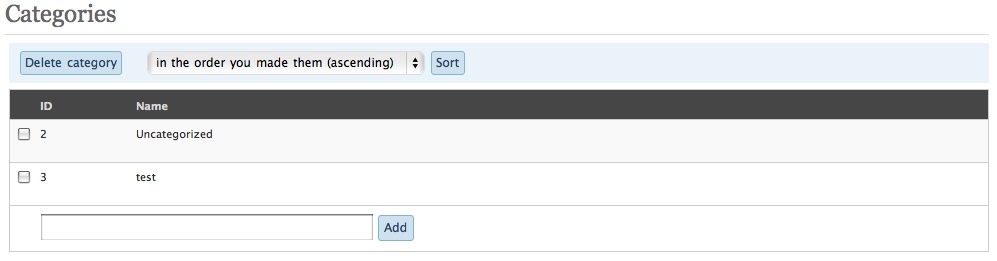 Categories
Delete category in the order you made them (ascending) Sort
ID Name
2 Uncategorized
3 test
Add